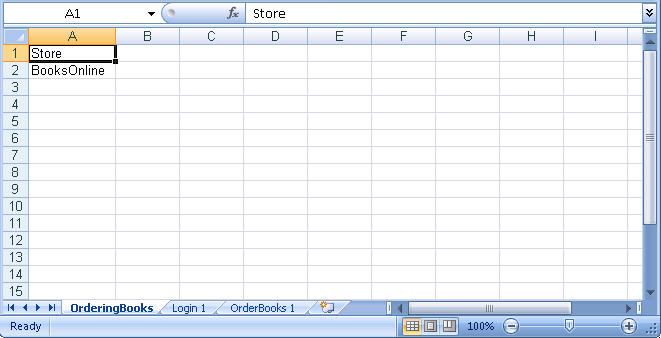 A1 fx Store
A B C D E F G H I
1 Store
2 BooksOnline
3
4
5
6
7
8
9
10
11
12
13
14
15
OrderingBooks Login 1 OrderBooks 1
Ready 100%